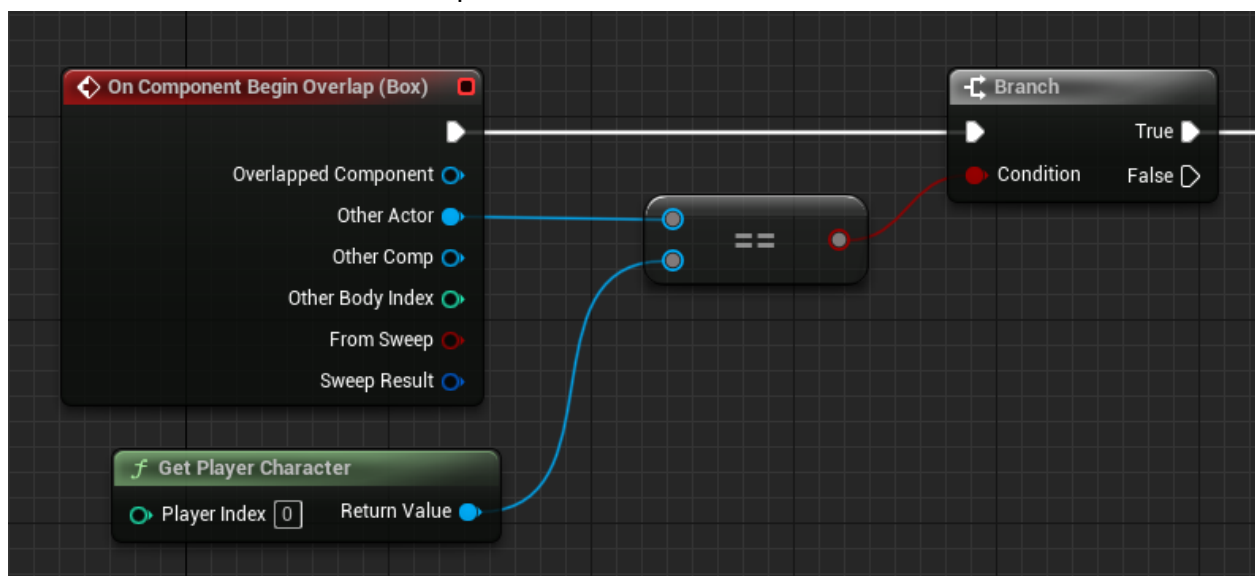 On Component Begin Overlap (Box)
Overlapped Component
Other Actor
Other Comp
Other Body Index
From Sweep
Sweep Result
==
Branch
True
Condition False
f Get Player Character
Player Index 0 Return Value